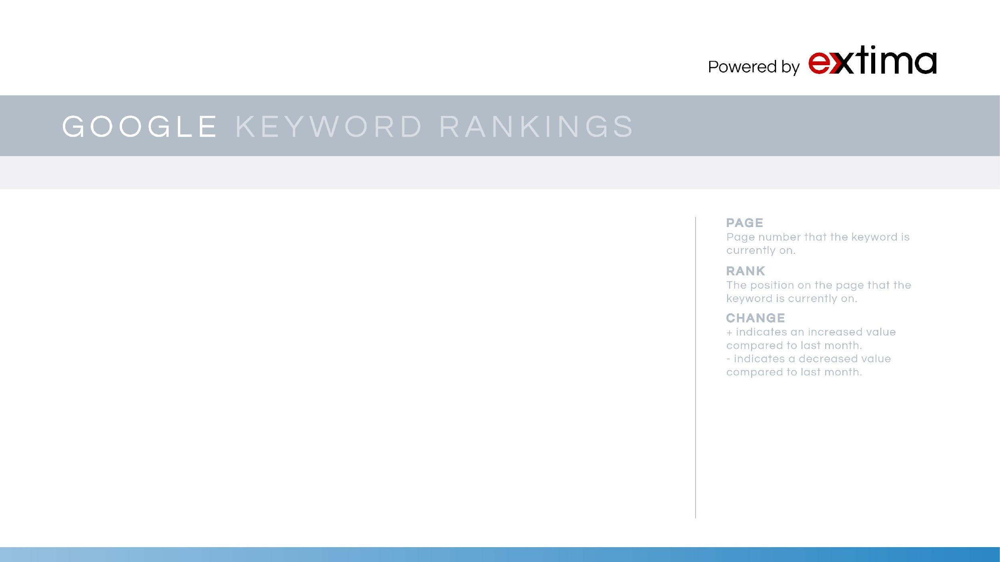 Powered by extima
GOOGLE KEYWORD RANKINGS
PAGE
Page number that the keyword is
currently on.
RANK
The position on the page that the
keyword is currently on.
CHANGE
+ indicates an increased value
compared to last month.
- indicates a decreased value
compared to last month.